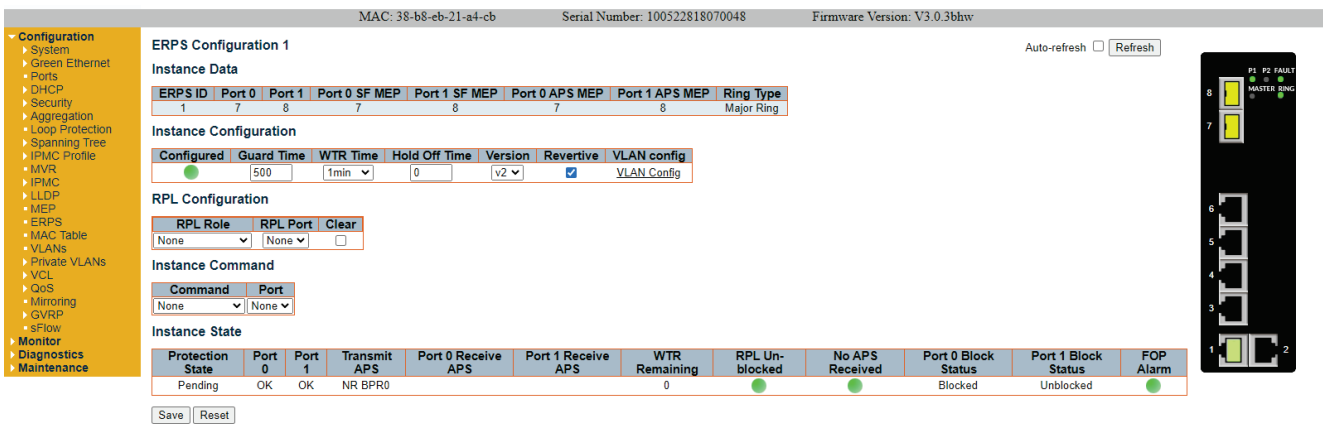 MAC: 38-b8-eb-21-a4-cb Serial Number: 100522818070048 Firmware Version: V3.0.3bhw
Configuration
System
Green Ethernet
Ports
DHCP
Security
Aggregation
Loop Protection
Spanning Tree
IPMC Profile
MVR
IPMC
LLDP
MEP
ERPS
MAC Table
VLANs
Private VLANs
VCL
QoS
Mirroring
GVRP
sFlow
Monitor
Diagnostics
Maintenance
ERPS Configuration 1
Auto-refresh Refresh
Instance Data
ERPS ID Port 0 Port 1 Port 0 SF MEP Port 1 SF MEP Port 0 APS MEP Port 1 APS MEP Ring Type
1 7 8 7 8 7 8 Major Ring
Instance Configuration
Configured Guard Time WTR Time Hold Off Time Version Revertive VLAN config
500 1min 0 v2 VLAN Config
RPL Configuration
RPL Role RPL Port Clear
None None
Instance Command
Command Port
None None
Instance State
Protection Port Port Transmit Port 0 Receive Port 1 Receive WTR RPL Un- No APS Port 0 Block Port 1 Block FOP
State 0 1 APS APS APS Remaining blocked Received Status Status Alarm
Pending OK OK NR BPR0 0 Blocked Unblocked
Save Reset
P1 P2 FAULT
MASTER RING
8
7
6
5
4
3
1 2